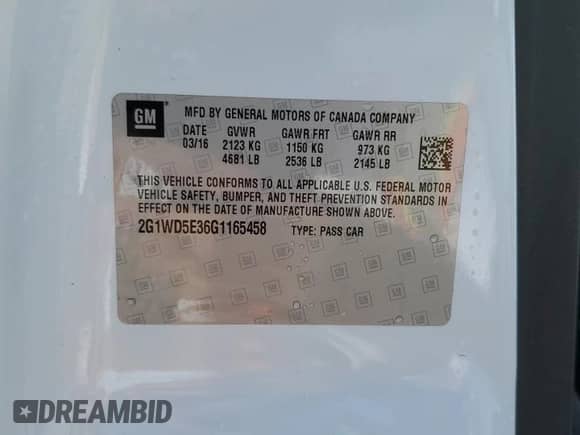 GM
MFD BY GENERAL MOTORS OF CANADA COMPANY
DATE GVWR GAWR FRT GAWR RR
03/16 2123 KG 1150 KG 973 KG
4681 LB 2536 LB 2145 LB
THIS VEHICLE CONFORMS TO ALL APPLICABLE U.S. FEDERAL MOTOR
VEHICLE SAFETY, BUMPER, AND THEFT PREVENTION STANDARDS
IN EFFECT ON THE DATE OF MANUFACTURE SHOWN ABOVE.
2G1WD5E36G1165458 TYPE: PASS CAR
DREAMBID